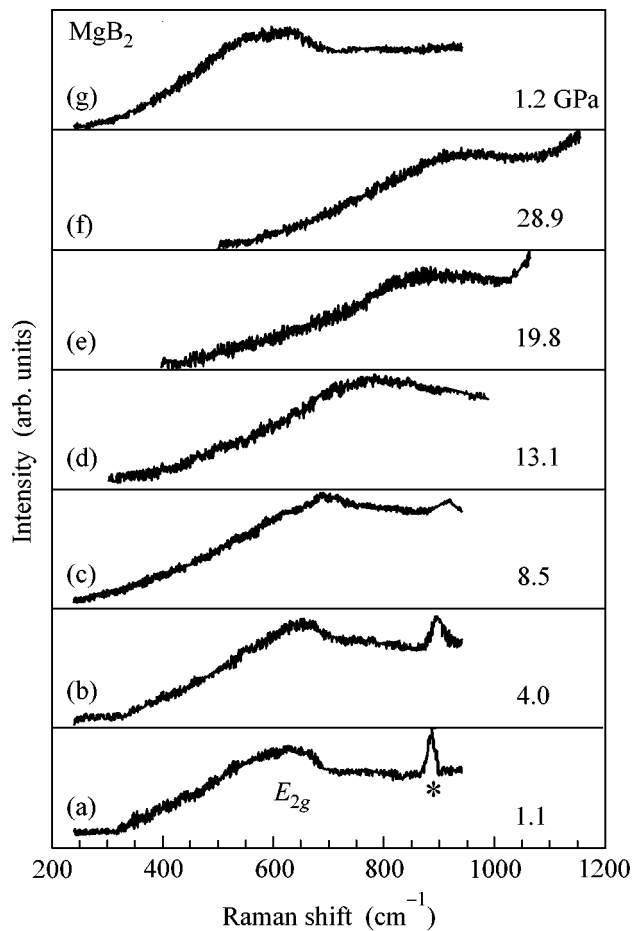 MgB₂
(g)
1.2 GPa
(f)
28.9
(e)
19.8
(d)
13.1
(c)
8.5
(b)
4.0
(a)
E₂g
*
1.1
200 400 600 800 1000 1200
Raman shift (cm⁻¹)
Intensity (arb. units)